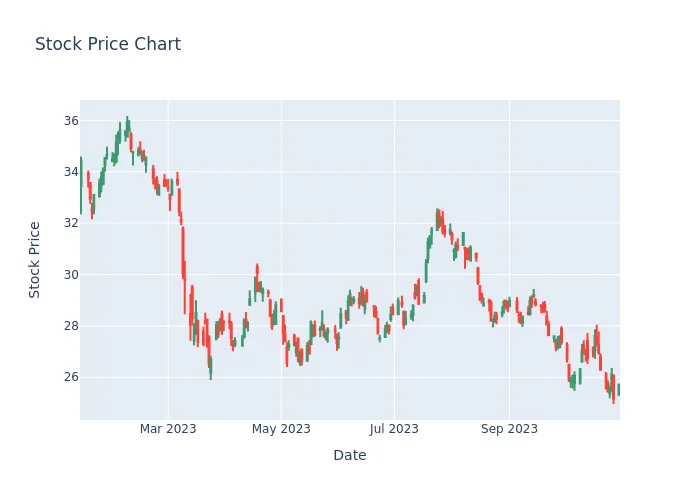 Stock Price Chart
36
34
32
30
28
26
Stock Price
Mar 2023
May 2023
Jul 2023
Sep 2023
Date